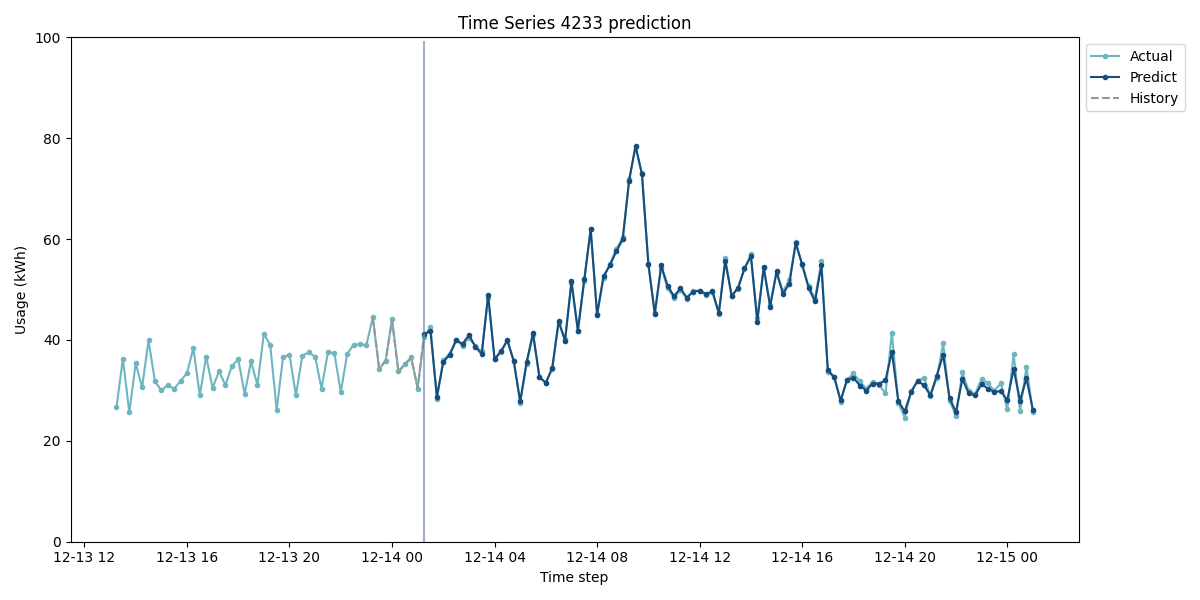 Time Series 4233 prediction
100
80
60
40
20
0
Usage (kWh)
12-13 12 12-13 16 12-13 20 12-14 00 12-14 04 12-14 08 12-14 12 12-14 16 12-14 20 12-15 00
Time step
Actual
Predict
History